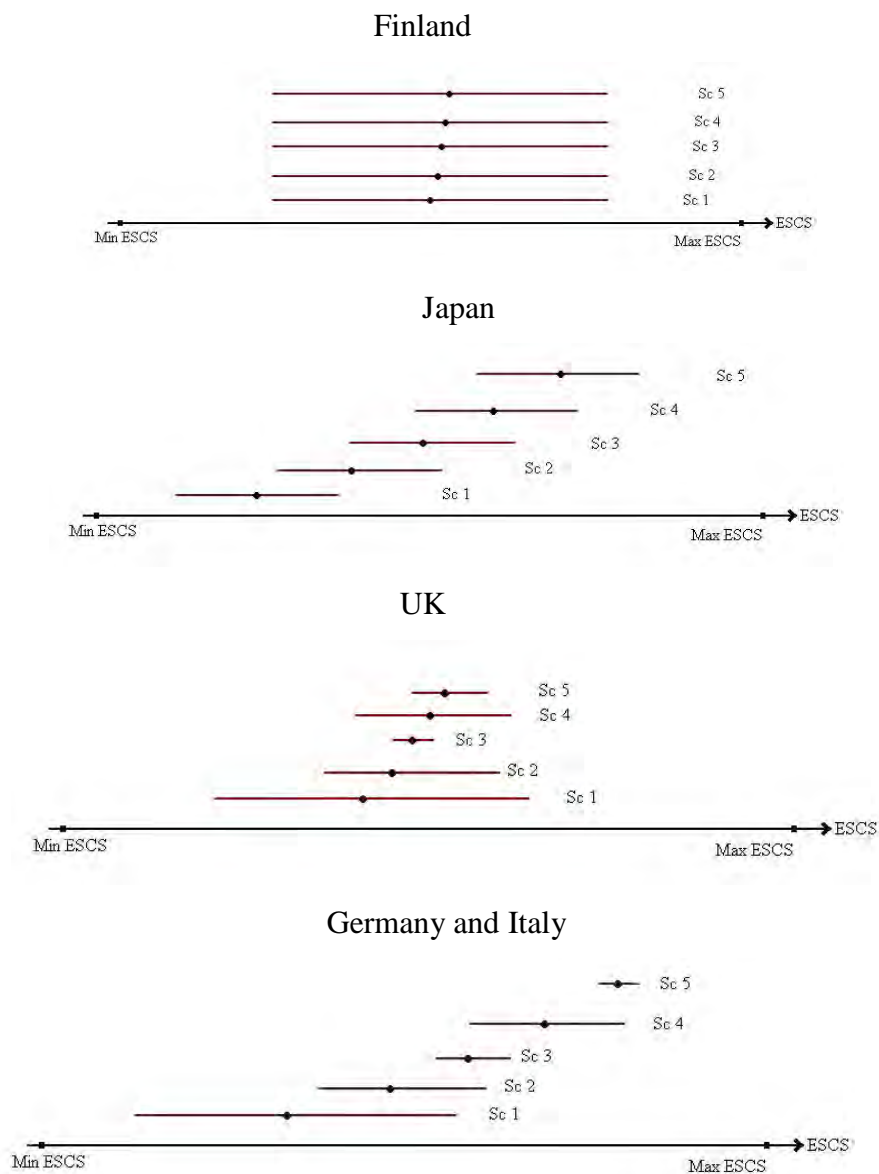 Finland
Sc 5
Sc 4
Sc 3
Sc 2
Sc 1
ESCS
Min ESCS
Max ESCS
Japan
Sc 5
Sc 4
Sc 3
Sc 2
Sc 1
ESCS
Min ESCS
Max ESCS
UK
Sc 5
Sc 4
Sc 3
Sc 2
Sc 1
ESCS
Min ESCS
Max ESCS
Germany and Italy
Sc 5
Sc 4
Sc 3
Sc 2
Sc 1
ESCS
Min ESCS
Max ESCS